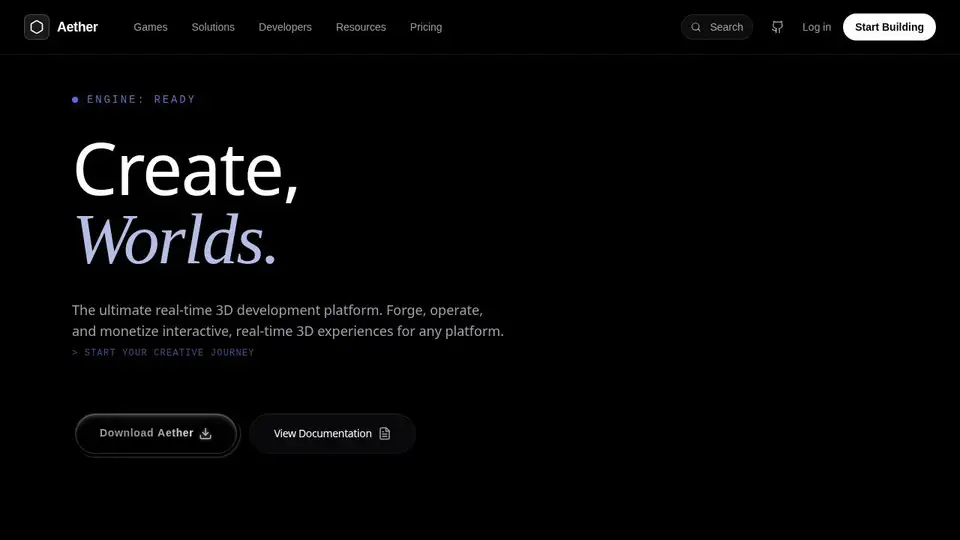 Aether Games Solutions Developers Resources Pricing Search Log in Start Building
ENGINE: READY
Create,
Worlds.
The ultimate real-time 3D development platform. Forge, operate,
and monetize interactive, real-time 3D experiences for any platform.
> START YOUR CREATIVE JOURNEY
Download Aether View Documentation